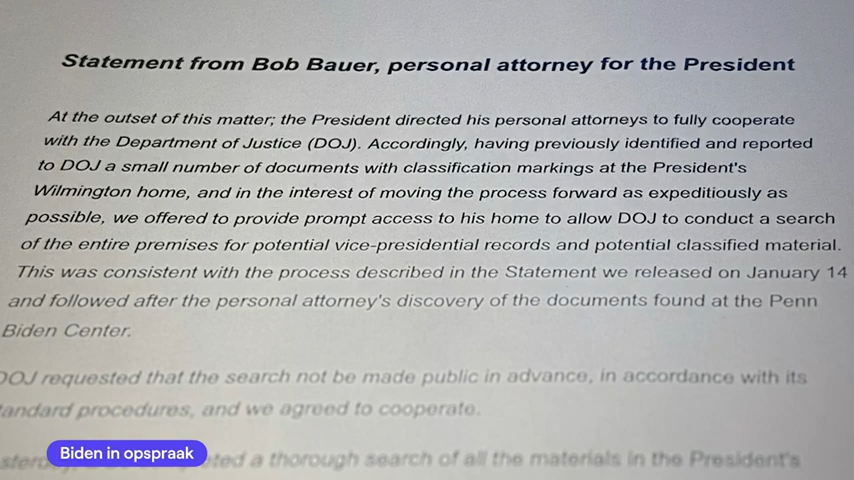 Statement from Bob Bauer, personal attorney for the President
At the outset of this matter; the President directed his personal attorneys to fully cooperate
with the Department of Justice (DOJ). Accordingly, having previously identified and reported
to DOJ a small number of documents with classification markings at the President's
Wilmington home, and in the interest of moving the process forward as expeditiously as
possible, we offered to provide prompt access to his home to allow DOJ to conduct a search
of the entire premises for potential vice-presidential records and potential classified material.
This was consistent with the process described in the Statement we released on January 14
and followed after the personal attorney's discovery of the documents found at the Penn
Biden Center.
DOJ requested that the search not be made public in advance, in accordance with its
tandard procedures, and we agreed to cooperate.
a thorough search of all the materials in the President's
Biden in opspraak